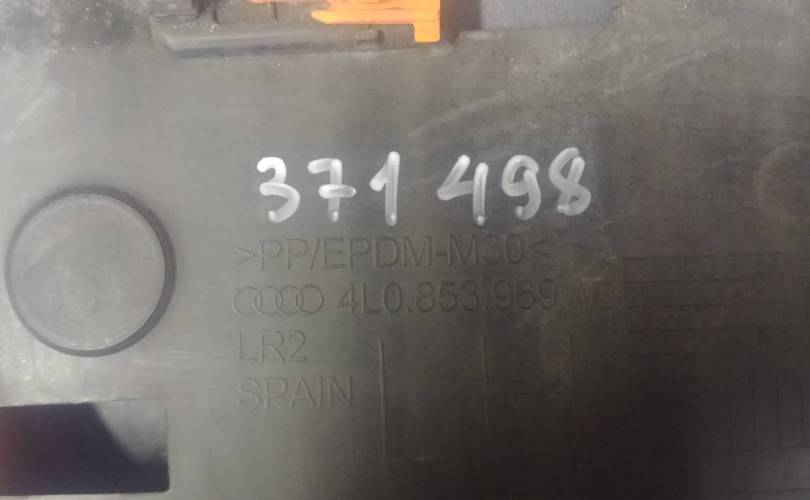 371 498
>PP/EPDM-M30<
4L0.853.969
LR2
SPAIN